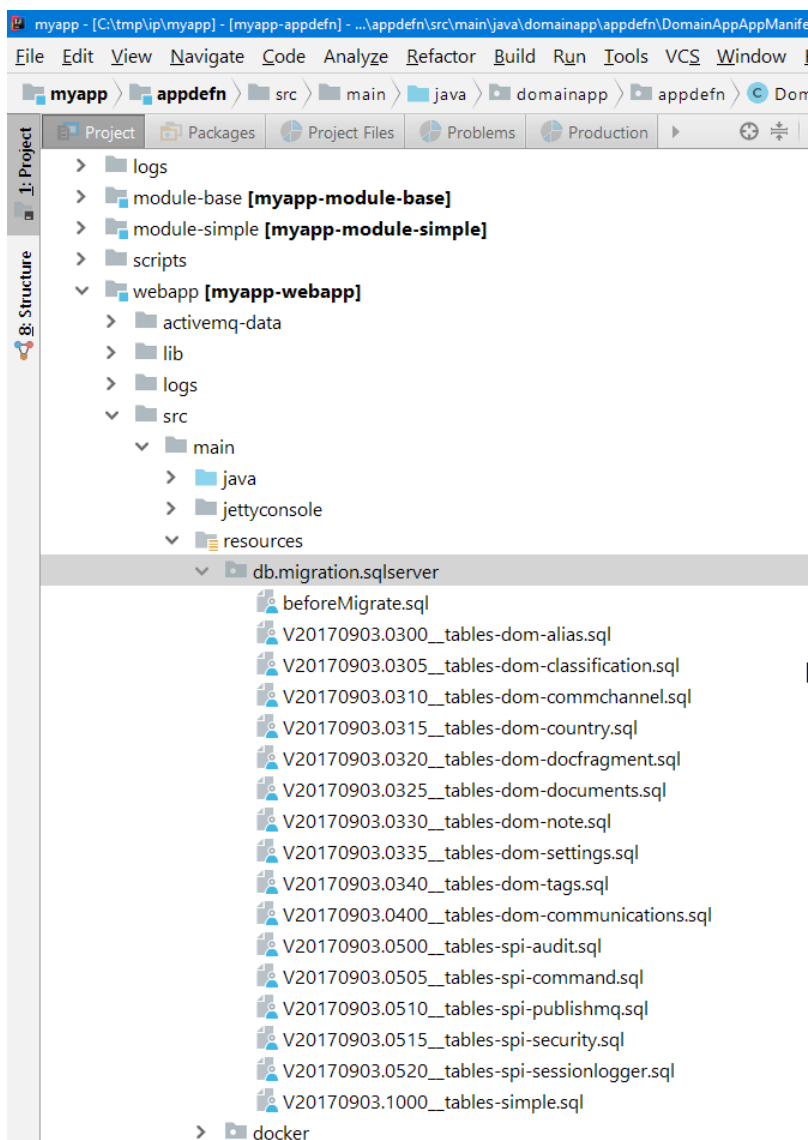 myapp - [C:\tmp\ip\myapp] - [myapp-appdefn] - ...\appdefn\src\main\java\domainapp\appdefn\DomainAppAppManife
File Edit View Navigate Code Analyze Refactor Build Run Tools VCS Window
myapp appdefn src main java domainapp appdefn C Dom
Project Packages Project Files Problems Production
1: Project
8: Structure
logs
module-base [myapp-module-base]
module-simple [myapp-module-simple]
scripts
webapp [myapp-webapp]
activemq-data
lib
logs
src
main
java
jettyconsole
resources
db.migration.sqlserver
beforeMigrate.sql
V20170903.0300__tables-dom-alias.sql
V20170903.0305__tables-dom-classification.sql
V20170903.0310__tables-dom-commchannel.sql
V20170903.0315__tables-dom-country.sql
V20170903.0320__tables-dom-docfragment.sql
V20170903.0325__tables-dom-documents.sql
V20170903.0330__tables-dom-note.sql
V20170903.0335__tables-dom-settings.sql
V20170903.0340__tables-dom-tags.sql
V20170903.0400__tables-dom-communications.sql
V20170903.0500__tables-spi-audit.sql
V20170903.0505__tables-spi-command.sql
V20170903.0510__tables-spi-publishmq.sql
V20170903.0515__tables-spi-security.sql
V20170903.0520__tables-spi-sessionlogger.sql
V20170903.1000__tables-simple.sql
docker